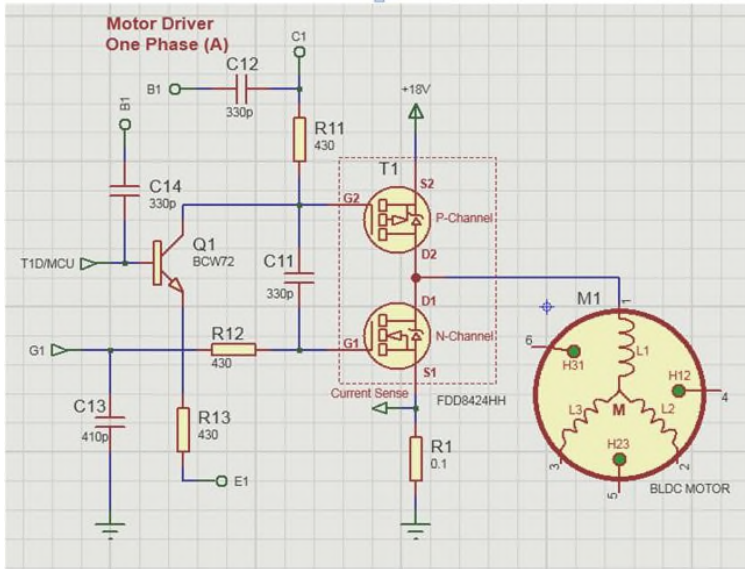 Motor Driver
One Phase (A)
C1
C12
B1
330p
B1
R11
430
+18V
T1
S2
C14
330p
G2
P-Channel
Q1
BCW72
D2
T1D/MCU
C11
330p
D1
M1
1
R12
G1
G1
N-Channel
6
L1
H31
H12
430
S1
4
Current Sense
FDD8424HH
C13
410p
R13
430
L3
M
L2
R1
0.1
H23
3
2
E1
5
BLDC MOTOR